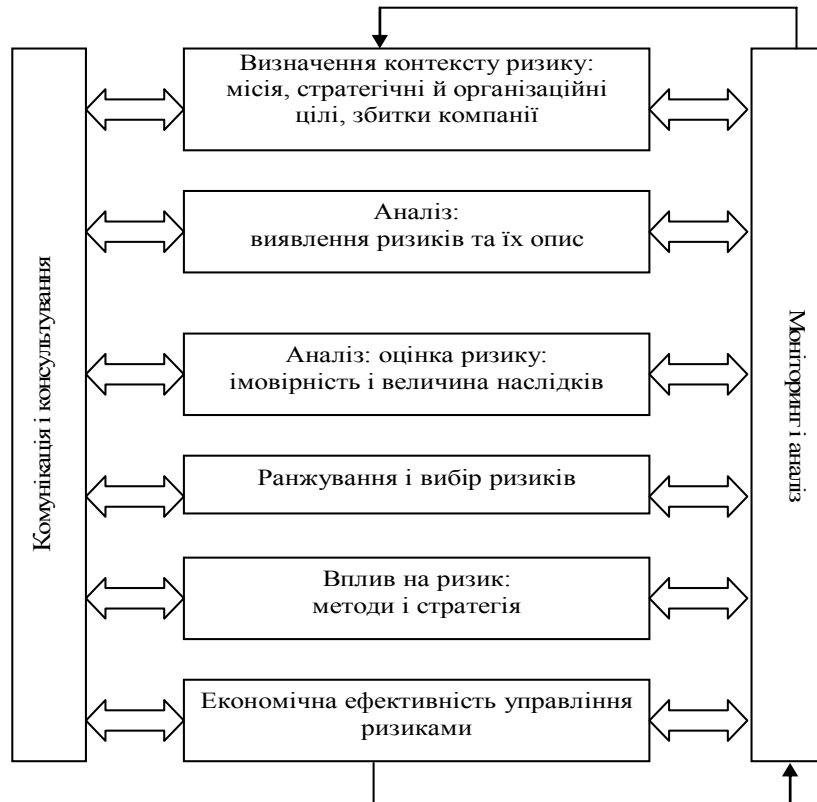 Комунікація і консультування
Визначення контексту ризику:
місія, стратегічні й організаційні
цілі, збитки компанії
Аналіз:
виявлення ризиків та їх опис
Аналіз: оцінка ризику:
імовірність і величина наслідків
Ранжування і вибір ризиків
Вплив на ризик:
методи і стратегія
Економічна ефективність управління
ризиками
Моніторинг і аналіз